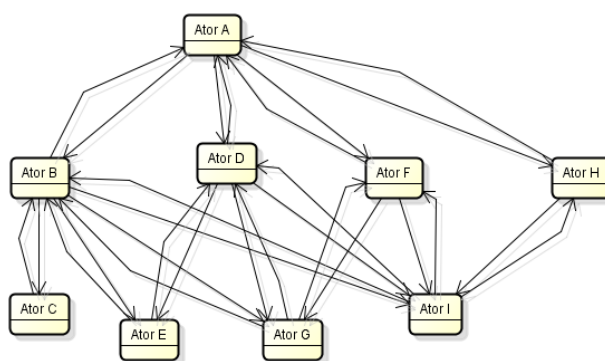 Ator A
Ator B
Ator D
Ator F
Ator H
Ator C
Ator E
Ator G
Ator I